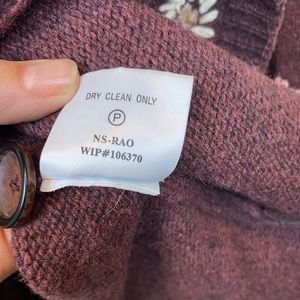 DRY CLEAN ONLY
P
NS-RAO
WIP#106370